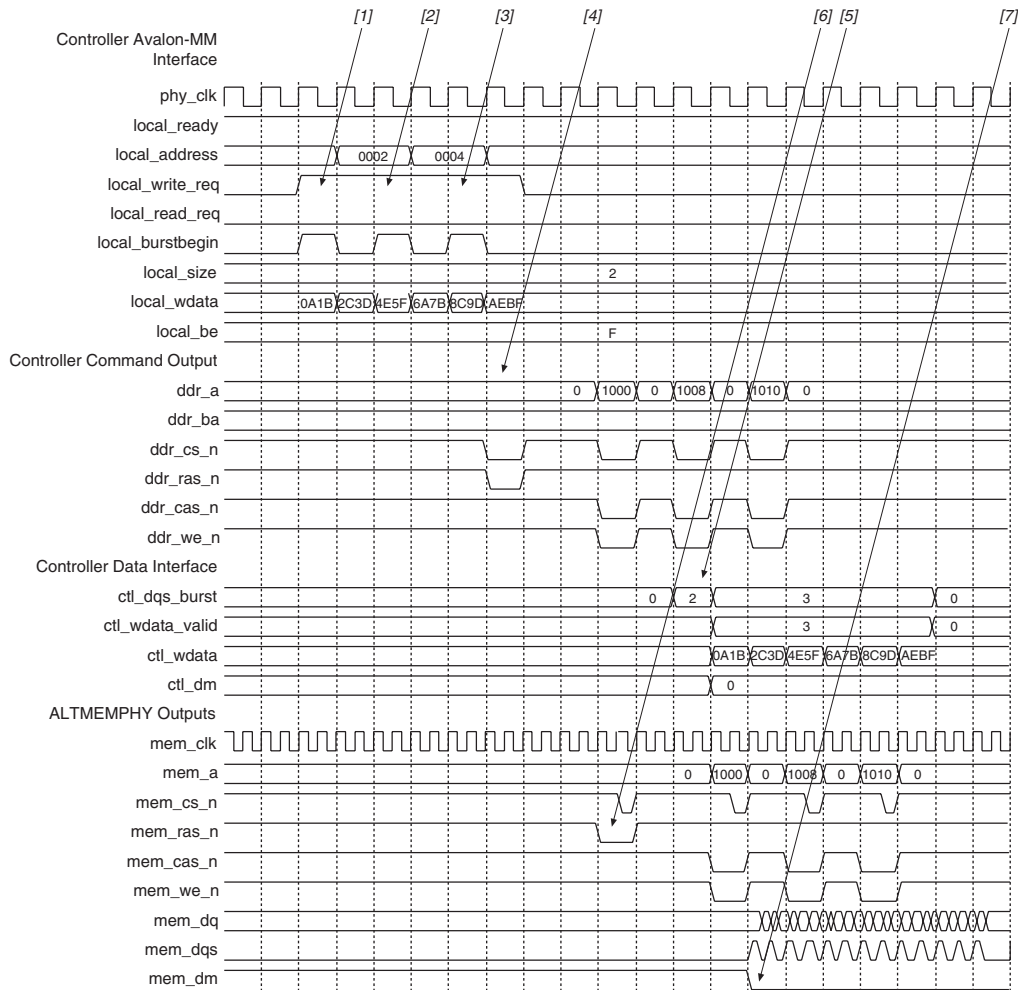 [1] [2] [3] [4] [6] [5] [7]
Controller Avalon-MM
Interface
phy_clk
local_ready
local_address 0002 0004
local_write_req
local_read_req
local_burstbegin
local_size 2
local_wdata 0A1B 2C3D 4E5F 6A7B 8C9D AEBF
local_be F
Controller Command Output
ddr_a 0 1000 0 1008 0 1010 0
ddr_ba
ddr_cs_n
ddr_ras_n
ddr_cas_n
ddr_we_n
Controller Data Interface
ctl_dqs_burst 0 2 3 0
ctl_wdata_valid 3 0
ctl_wdata 0A1B 2C3D 4E5F 6A7B 8C9D AEBF
ctl_dm 0
ALTMEMPHY Outputs
mem_clk
mem_a 0 1000 0 1008 0 1010 0
mem_cs_n
mem_ras_n
mem_cas_n
mem_we_n
mem_dq
mem_dqs
mem_dm